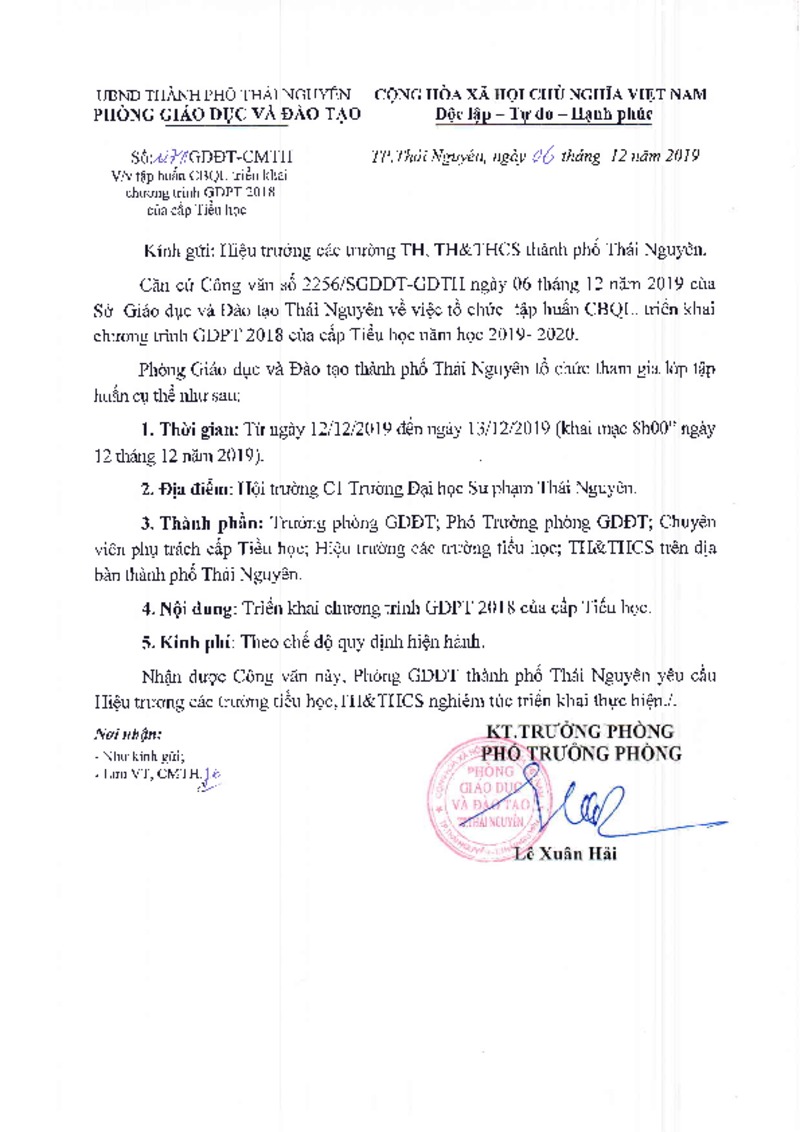 UBND THÀNH PHỐ THÁI NGUYÊN
PHÒNG GIÁO DỤC VÀ ĐÀO TẠO
CỘNG HÒA XÃ HỘI CHỦ NGHĨA VIỆT NAM
Độc lập – Tự do – Hạnh phúc
Số: /GDĐT-CMTH
TP.Thái Nguyên, ngày 06 tháng 12 năm 2019
V/v tập huấn CBQL triển khai
chương trình GDPT 2018
của cấp Tiểu học
Kính gửi: Hiệu trưởng các trường TH, TH&THCS thành phố Thái Nguyên.
Căn cứ Công văn số 2256/SGDĐT-GDTH ngày 06 tháng 12 năm 2019 của
Sở Giáo dục và Đào tạo Thái Nguyên về việc tổ chức tập huấn CBQL triển khai
chương trình GDPT 2018 của cấp Tiểu học năm học 2019- 2020.
Phòng Giáo dục và Đào tạo thành phố Thái Nguyên tổ chức tham gia lớp tập
huấn cụ thể như sau:
1. Thời gian: Từ ngày 12/12/2019 đến ngày 13/12/2019 (khai mạc 8h00'' ngày
12 tháng 12 năm 2019).
2. Địa điểm: Hội trường C1 Trường Đại học Sư phạm Thái Nguyên.
3. Thành phần: Trưởng phòng GDĐT; Phó Trưởng phòng GDĐT; Chuyên
viên phụ trách cấp Tiểu học; Hiệu trưởng các trường tiểu học; TH&THCS trên địa
bàn thành phố Thái Nguyên.
4. Nội dung: Triển khai chương trình GDPT 2018 của cấp Tiểu học.
5. Kinh phí: Theo chế độ quy định hiện hành.
Nhận được Công văn này, Phòng GDĐT thành phố Thái Nguyên yêu cầu
Hiệu trưởng các trường tiểu học,TH&THCS nghiêm túc triển khai thực hiện./.
Nơi nhận:
- Như kính gửi;
- Lưu VT, CMTH.
KT.TRƯỞNG PHÒNG
PHÓ TRƯỞNG PHÒNG
PHÒNG
GIÁO DỤC
VÀ ĐÀO TẠO
TP.THÁI NGUYÊN
Lê Xuân Hải